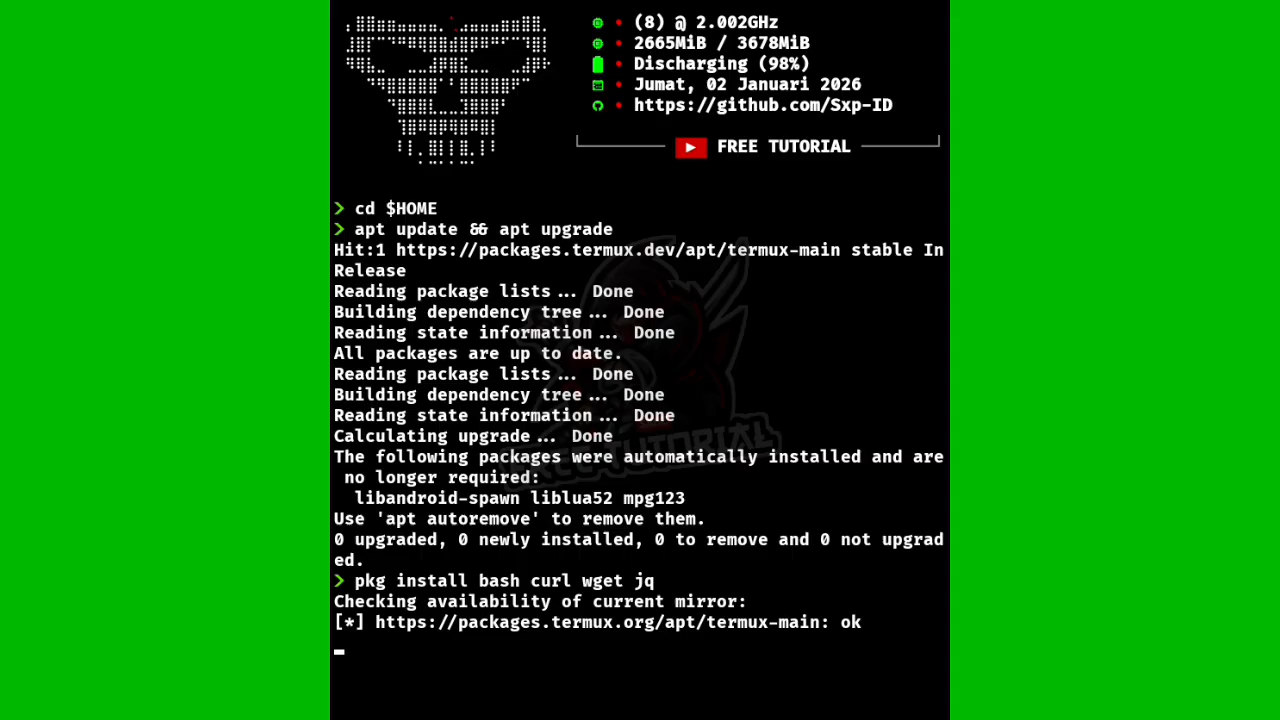 (8) @ 2.002GHz
2665MiB / 3678MiB
Discharging (98%)
Jumat, 02 Januari 2026
https://github.com/Sxp-ID
FREE TUTORIAL
> cd $HOME
> apt update && apt upgrade
Hit:1 https://packages.termux.dev/apt/termux-main stable In
Release
Reading package lists... Done
Building dependency tree... Done
Reading state information... Done
All packages are up to date.
Reading package lists... Done
Building dependency tree... Done
Reading state information... Done
Calculating upgrade... Done
The following packages were automatically installed and are
no longer required:
libandroid-spawn liblua52 mpg123
Use 'apt autoremove' to remove them.
0 upgraded, 0 newly installed, 0 to remove and 0 not upgrad
ed.
> pkg install bash curl wget jq
Checking availability of current mirror:
[*] https://packages.termux.org/apt/termux-main: ok
FREE TUTORIAL